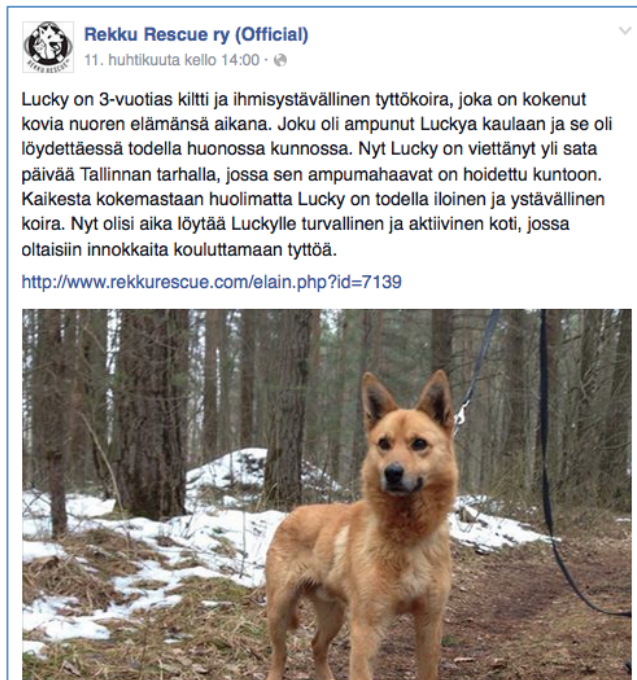 Rekku Rescue ry (Official)
11. huhtikuuta kello 14:00 ·
Lucky on 3-vuotias kiltti ja ihmisystävällinen tyttökoira, joka on kokenut
kovia nuoren elämänsä aikana. Joku oli ampunut Luckya kaulaan ja se oli
löydettäessä todella huonossa kunnossa. Nyt Lucky on viettänyt yli sata
päivää Tallinnan tarhalla, jossa sen ampumahaavat on hoidettu kuntoon.
Kaikesta kokemastaan huolimatta Lucky on todella iloinen ja ystävällinen
koira. Nyt olisi aika löytää Luckylle turvallinen ja aktiivinen koti, jossa
oltaisiin innokkaita kouluttamaan tyttöä.
http://www.rekkurescue.com/elain.php?id=7139
REKKU RESCUE